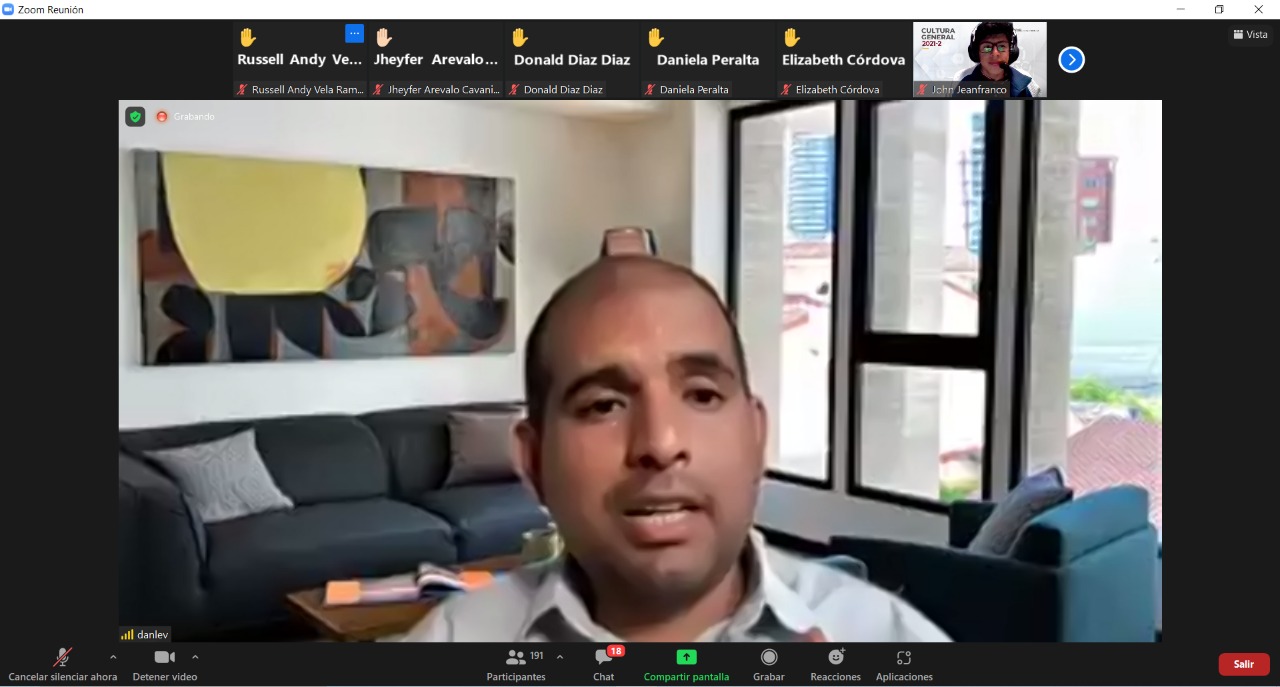 Zoom Reunión
Russell Andy Ve...
Jheyfer Arevalo...
Donald Diaz Diaz
Daniela Peralta
Elizabeth Córdova
CULTURA
GENERAL
2021-2
Vista
Russell Andy Vela Ram...
Jheyfer Arevalo Cavani...
Donald Diaz Diaz
Daniela Peralta
Elizabeth Córdova
John Jeanfranco
Grabando
danlev
191
18
Cancelar silenciar ahora
Detener video
Participantes
Chat
Compartir pantalla
Grabar
Reacciones
Aplicaciones
Salir